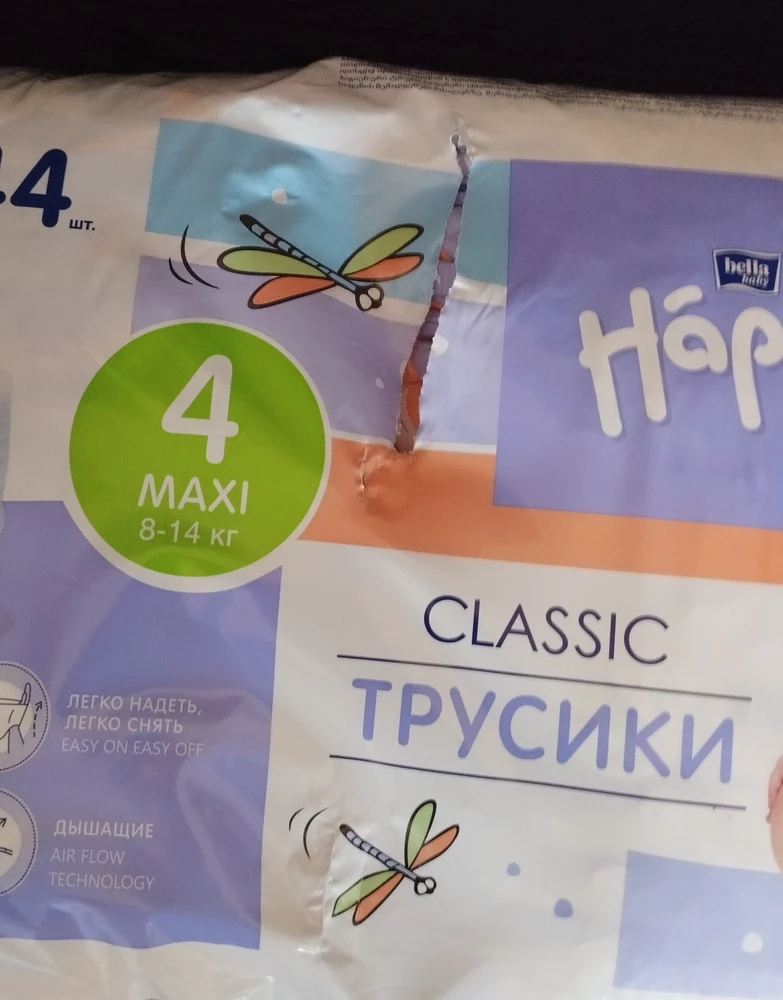 4
шт.
bella
baby
Háp
4
MAXI
8-14 кг
CLASSIC
ТРУСИКИ
ЛЕГКО НАДЕТЬ,
ЛЕГКО СНЯТЬ
EASY ON EASY OFF
ДЫШАЩИЕ
AIR FLOW
TECHNOLOGY